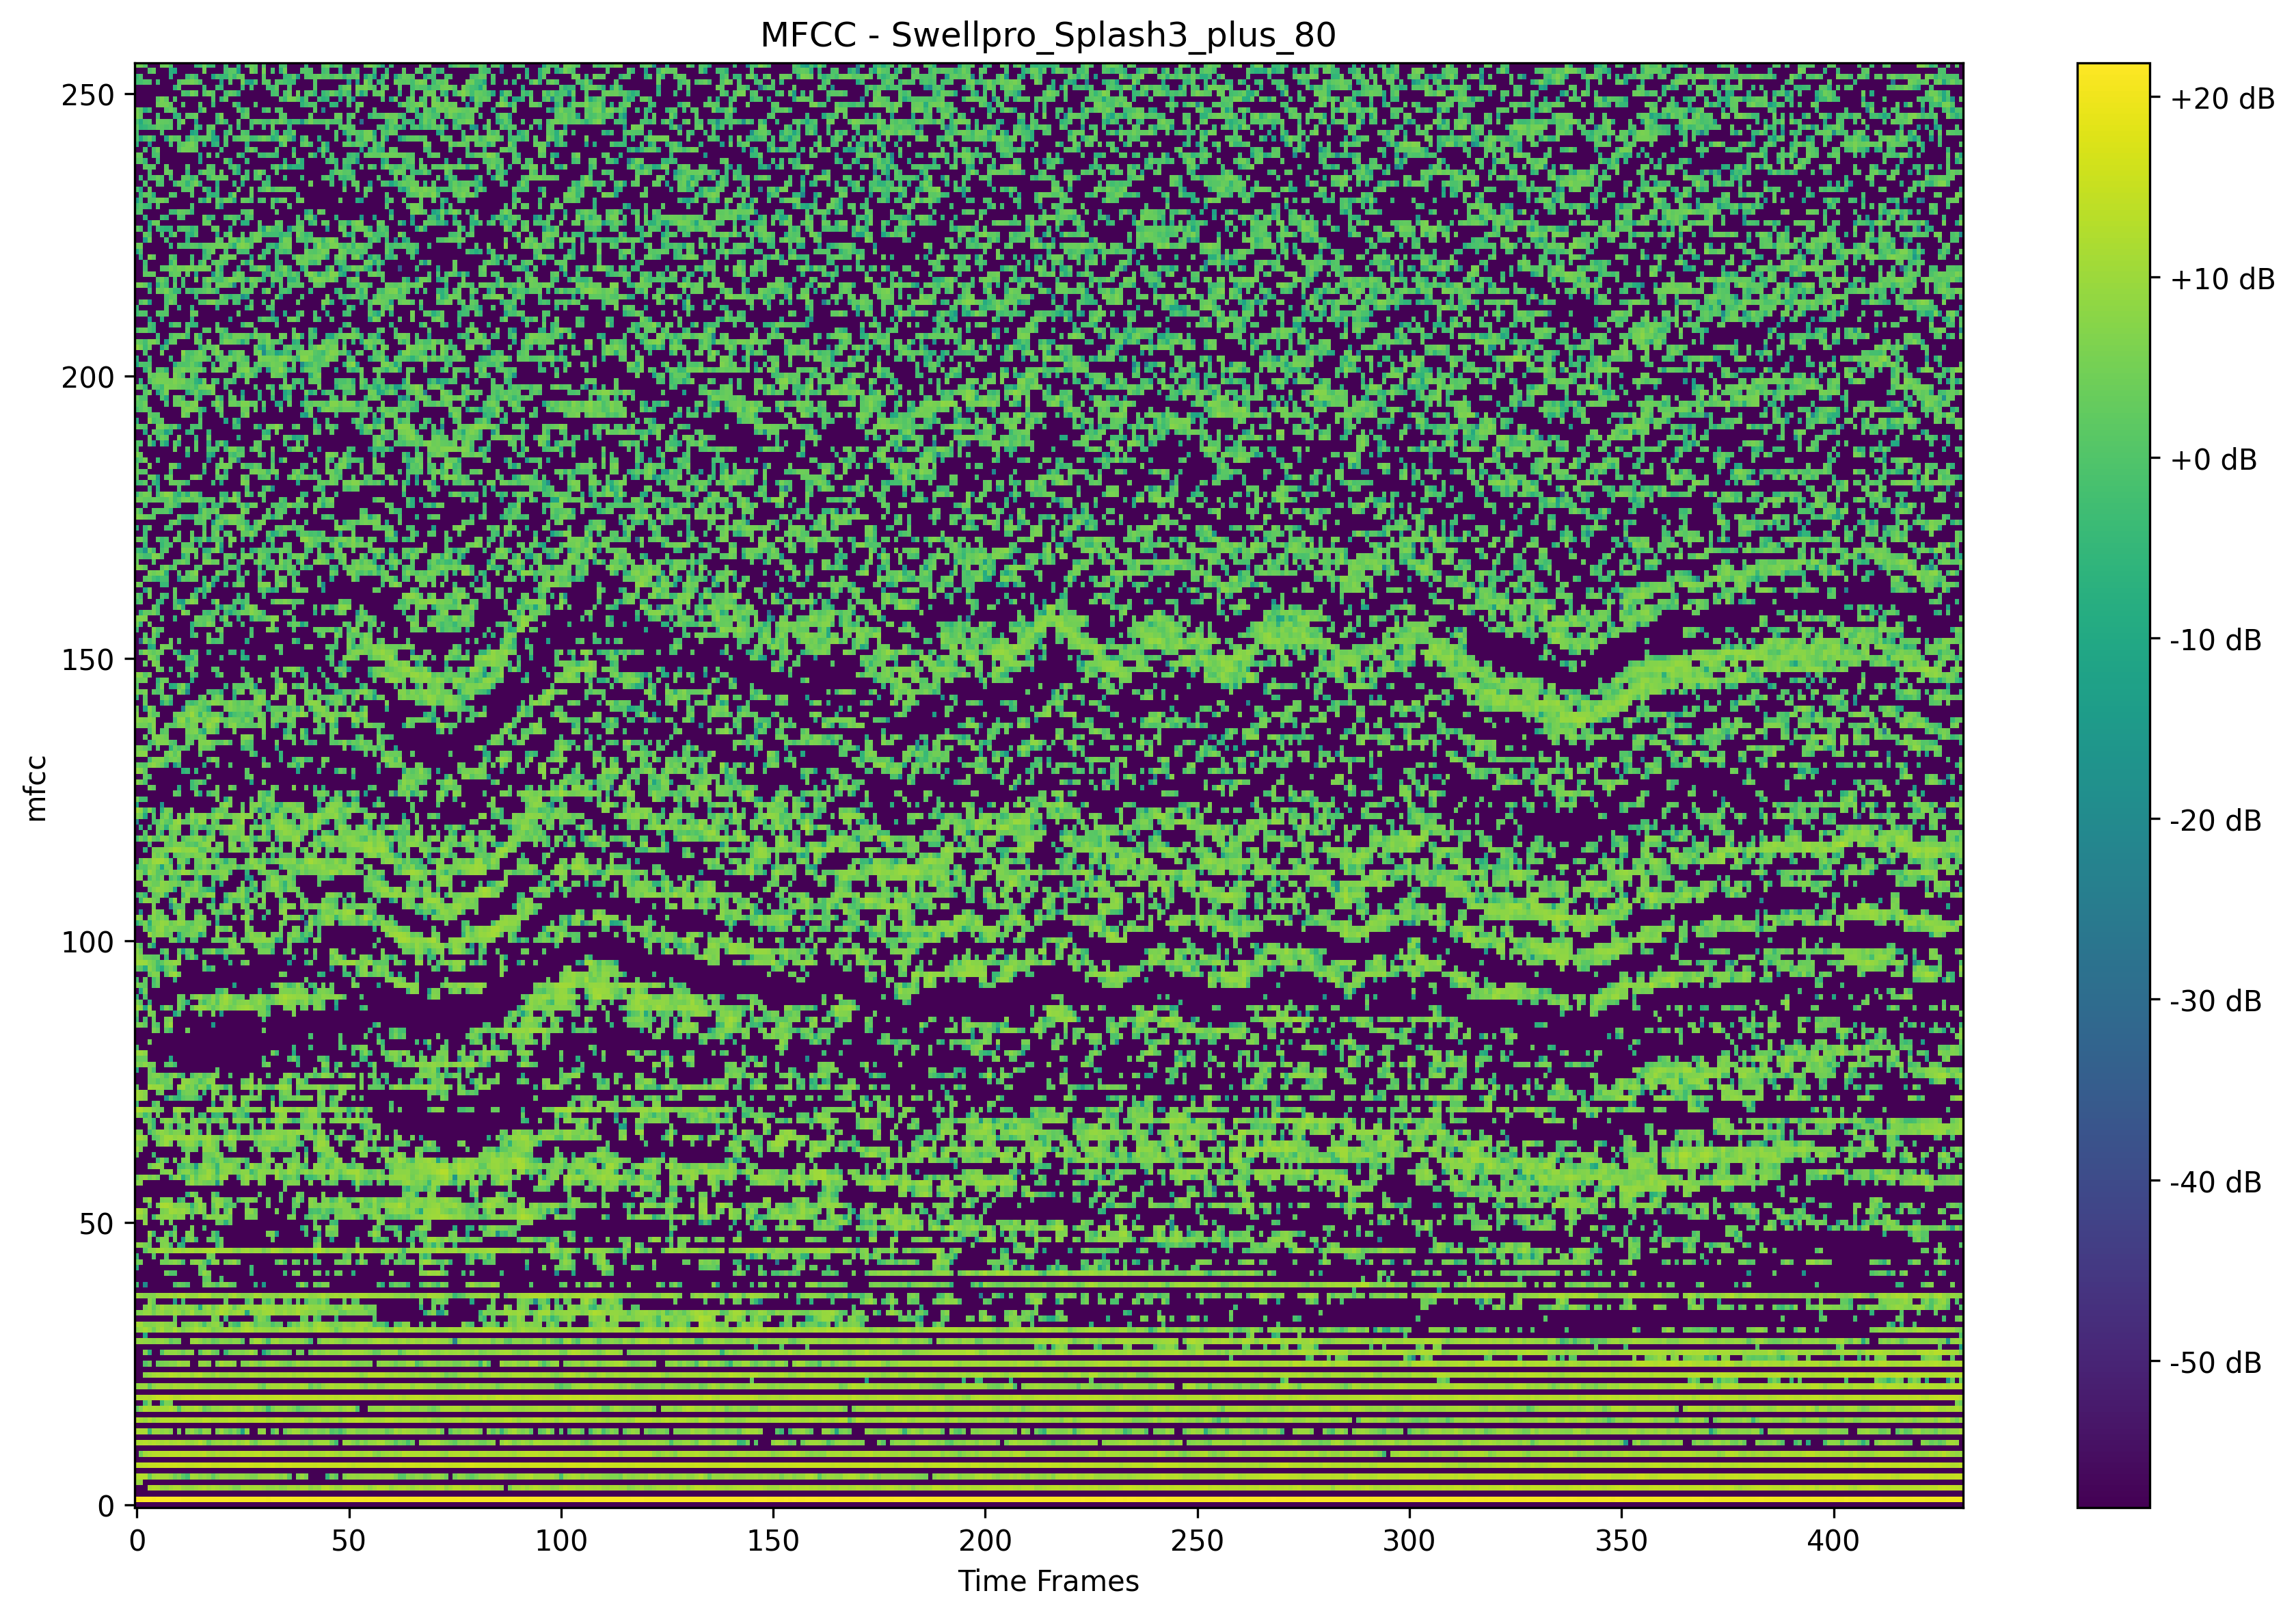 MFCC - Swellpro_Splash3_plus_80
250
200
150
100
50
0
mfcc
0 50 100 150 200 250 300 350 400
Time Frames
+20 dB
+10 dB
+0 dB
-10 dB
-20 dB
-30 dB
-40 dB
-50 dB